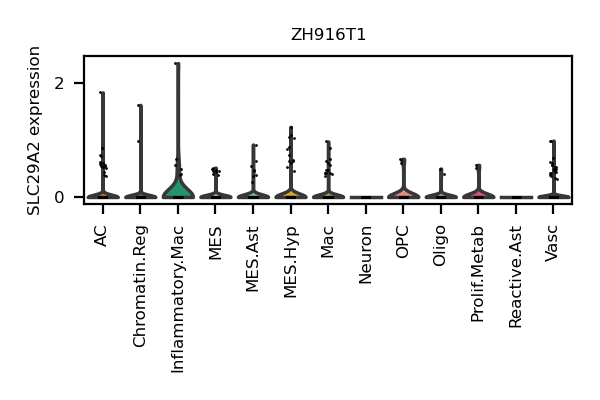 ZH916T1
SLC29A2 expression
2
0
AC
Chromatin.Reg
Inflammatory.Mac
MES
MES.Ast
MES.Hyp
Mac
Neuron
OPC
Oligo
Prolif.Metab
Reactive.Ast
Vasc